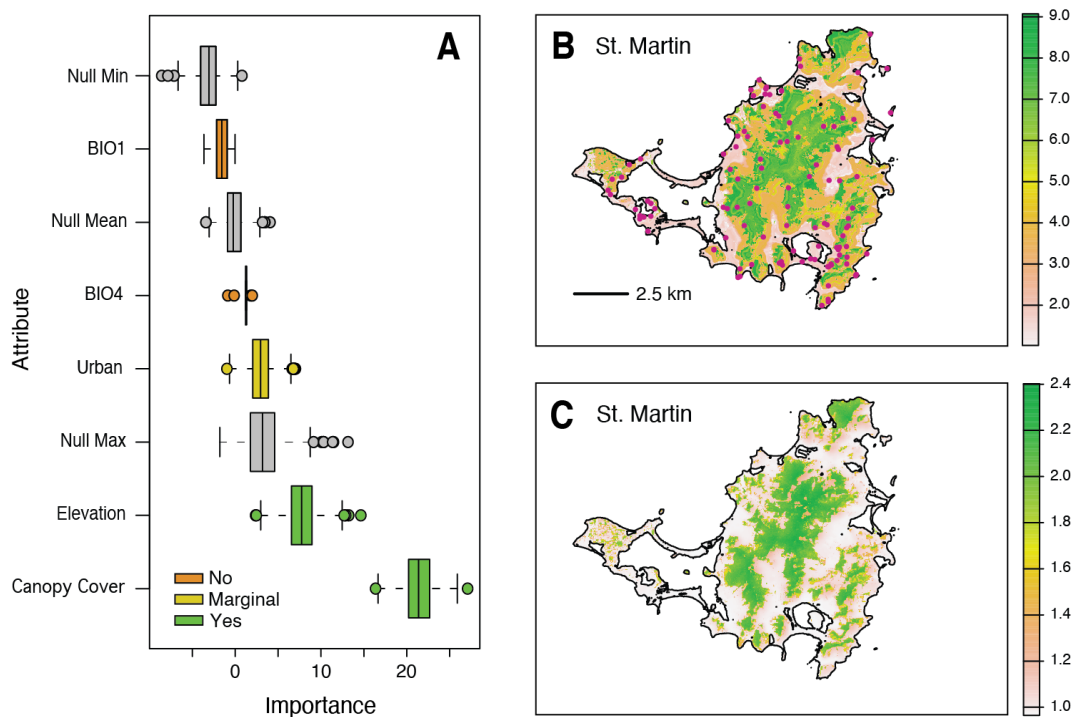 A
Attribute
Null Min
BIO1
Null Mean
BIO4
Urban
Null Max
Elevation
Canopy Cover
No
Marginal
Yes
0 10 20
Importance
B St. Martin
2.5 km
9.0
8.0
7.0
6.0
5.0
4.0
3.0
2.0
C St. Martin
2.4
2.2
2.0
1.8
1.6
1.4
1.2
1.0